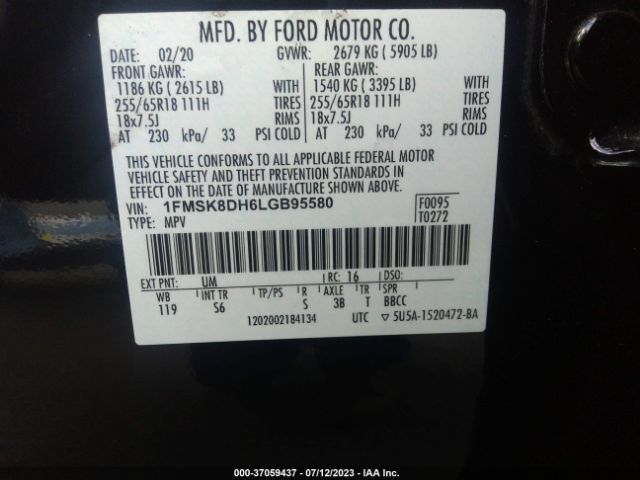 MFD. BY FORD MOTOR CO.
DATE: 02/20 GVWR: 2679 KG ( 5905 LB)
FRONT GAWR: REAR GAWR:
1186 KG ( 2615 LB) WITH 1540 KG ( 3395 LB) WITH
255/65R18 111H TIRES 255/65R18 111H TIRES
18x7.5J RIMS 18x7.5J RIMS
AT 230 kPa/ 33 PSI COLD AT 230 kPa/ 33 PSI COLD
THIS VEHICLE CONFORMS TO ALL APPLICABLE FEDERAL MOTOR
VEHICLE SAFETY AND THEFT PREVENTION STANDARDS IN
EFFECT ON THE DATE OF MANUFACTURE SHOWN ABOVE.
VIN: 1FMSK8DH6LGB95580 F0095
TYPE: MPV T0272
EXT PNT: UM RC: 16 DSO:
WB INT TR TP/PS R AXLE TR SPR
119 S6 S 3B T BBCC
1202002184134 UTC ▽ 5U5A-1520472-BA
000-37059437 - 07/12/2023 - IAA Inc.